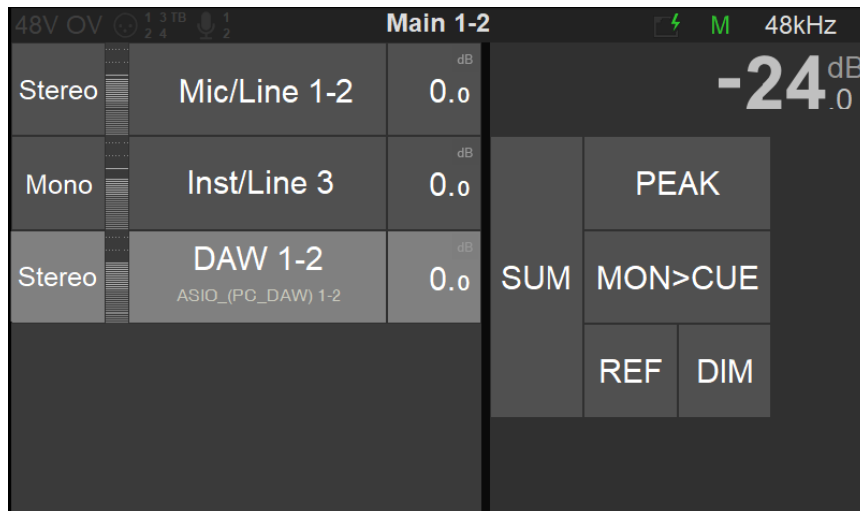 48V OV 1 3 TB 1
2 4 2
Main 1-2
M 48kHz
Stereo Mic/Line 1-2 dB 0.0
Mono Inst/Line 3 dB 0.0
Stereo DAW 1-2 dB 0.0
ASIO_(PC_DAW) 1-2
-24.0 dB
PEAK
SUM MON>CUE
REF DIM